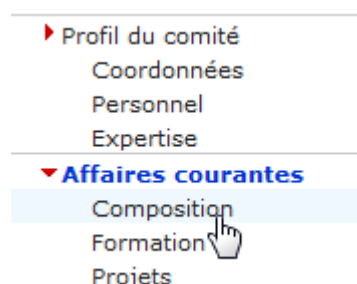 Profil du comité
Coordonnées
Personnel
Expertise
Affaires courantes
Composition
Formation
Projets